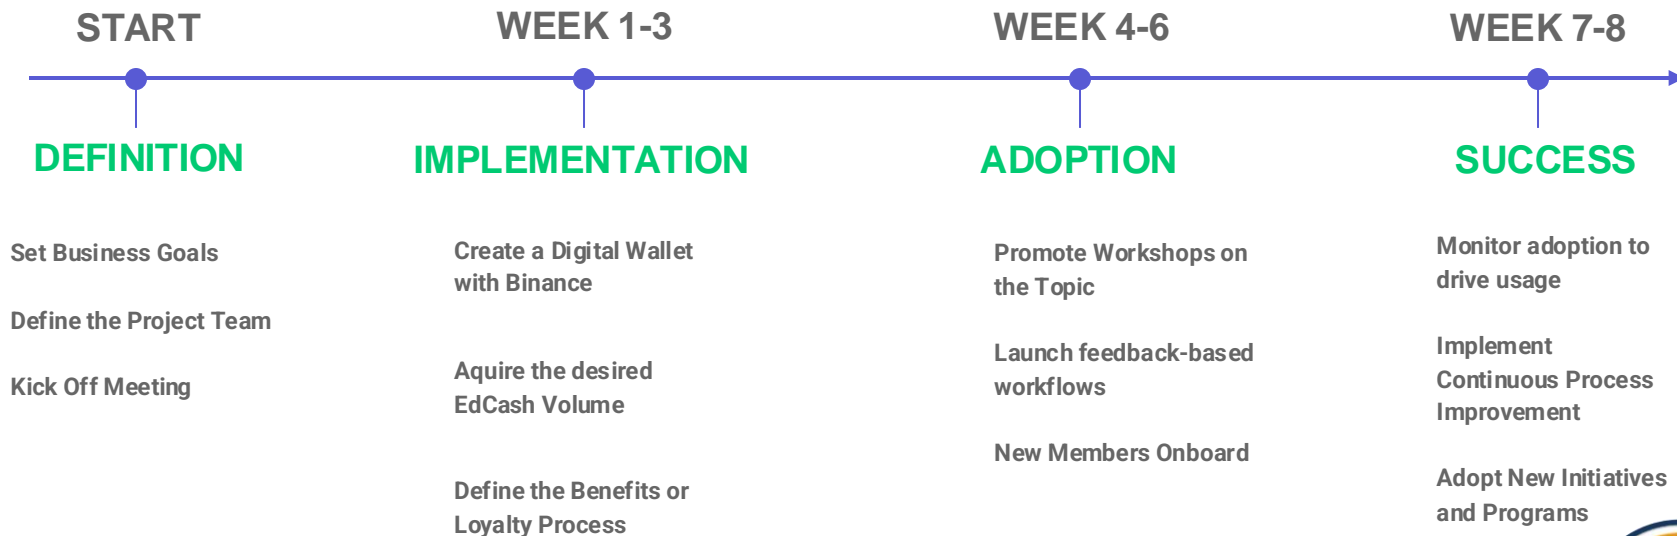 START
WEEK 1-3
WEEK 4-6
WEEK 7-8
DEFINITION
IMPLEMENTATION
ADOPTION
SUCCESS
Set Business Goals
Define the Project Team
Kick Off Meeting
Create a Digital Wallet
with Binance
Aquire the desired
EdCash Volume
Define the Benefits or
Loyalty Process
Promote Workshops on
the Topic
Launch feedback-based
workflows
New Members Onboard
Monitor adoption to
drive usage
Implement
Continuous Process
Improvement
Adopt New Initiatives
and Programs